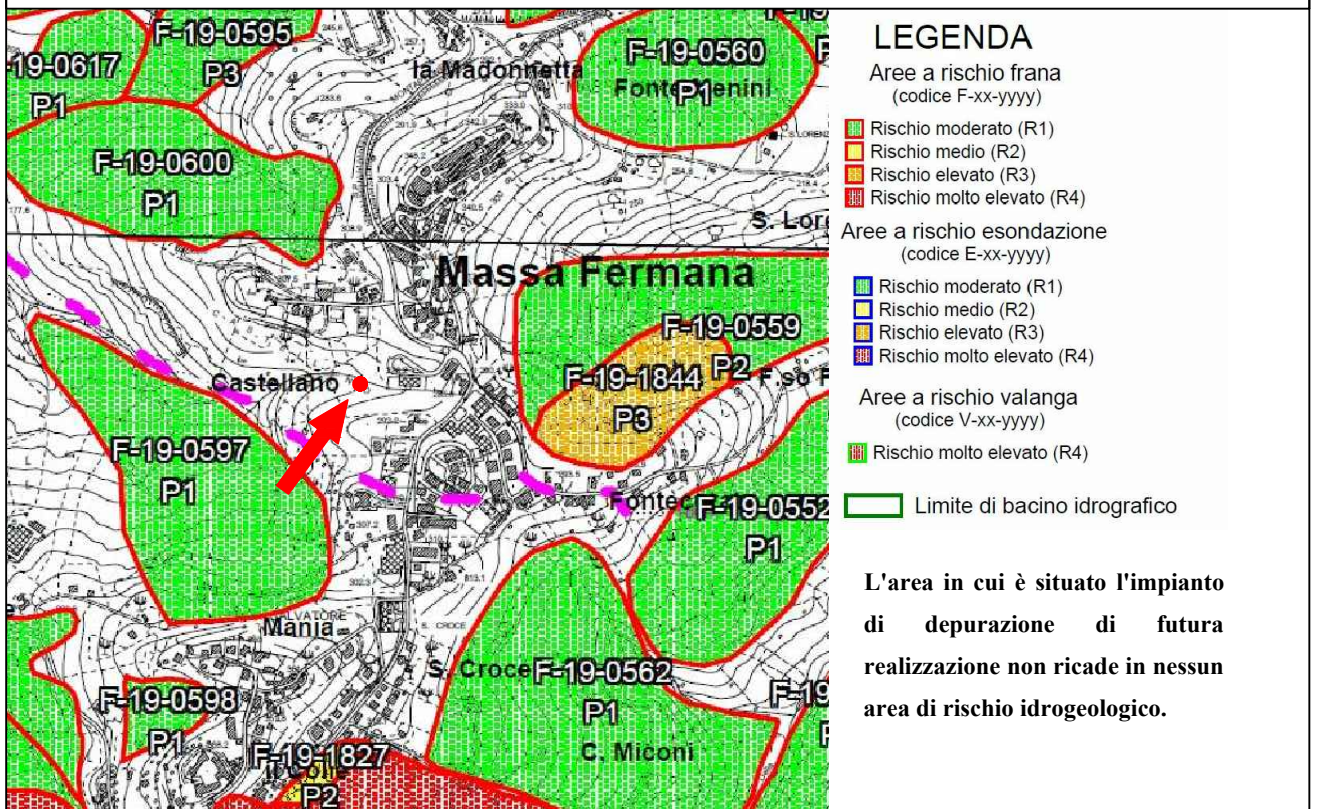 F-19-0595
P3
la Madonnetta
F-19-0560
P1
-19-0617
P1
F-19-0600
P1
S. Lore
Massa Fermana
F-19-0559
P2
F-19-1844
P3
F.so F
Castellano
F-19-0597
P1
F-19-0552
P1
Mania
S. Croce
F-19-0562
P1
C. Miconi
F-19-0598
P1
F-19-1827
P2
F-19
LEGENDA
Aree a rischio frana
(codice F-xx-yyyy)
Rischio moderato (R1)
Rischio medio (R2)
Rischio elevato (R3)
Rischio molto elevato (R4)
Aree a rischio esondazione
(codice E-xx-yyyy)
Rischio moderato (R1)
Rischio medio (R2)
Rischio elevato (R3)
Rischio molto elevato (R4)
Aree a rischio valanga
(codice V-xx-yyyy)
Rischio molto elevato (R4)
Limite di bacino idrografico
L'area in cui è situato l'impianto
di depurazione di futura
realizzazione non ricade in nessun
area di rischio idrogeologico.